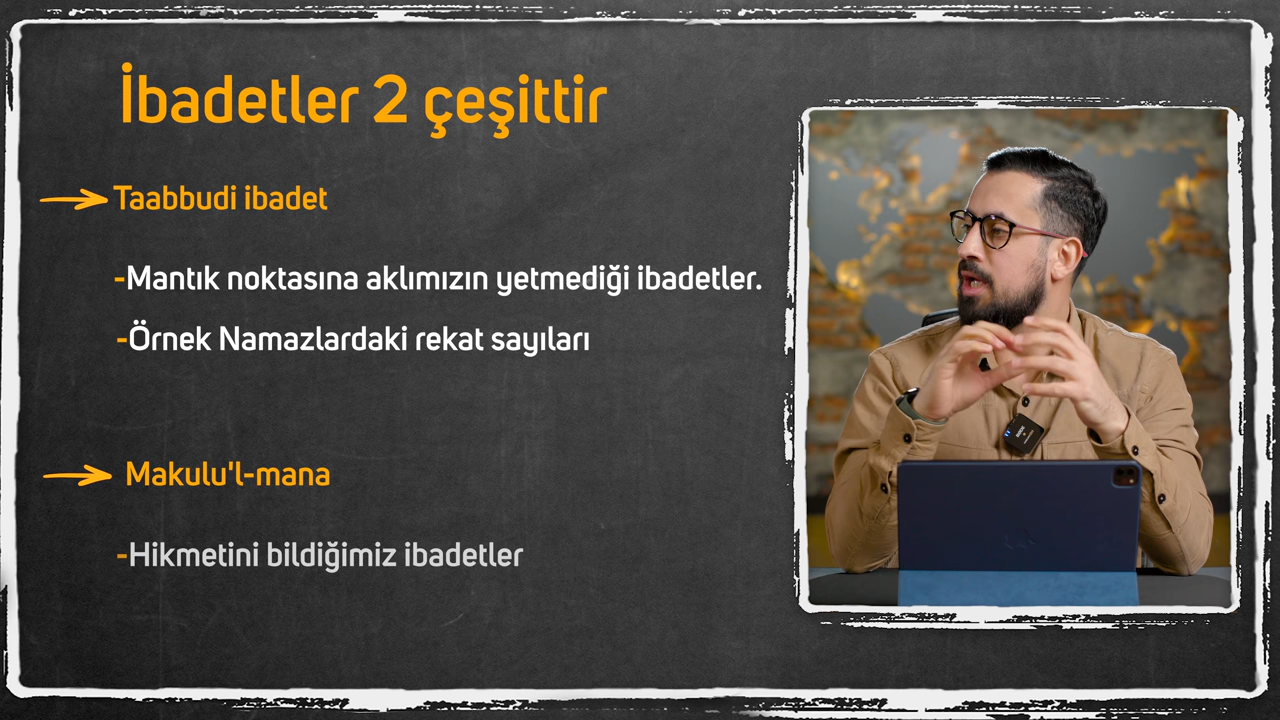 İbadetler 2 çeşittir
Taabbudi ibadet
-Mantık noktasına aklımızın yetmediği ibadetler.
-Örnek Namazlardaki rekat sayıları
Makulu'l-mana
-Hikmetini bildiğimiz ibadetler